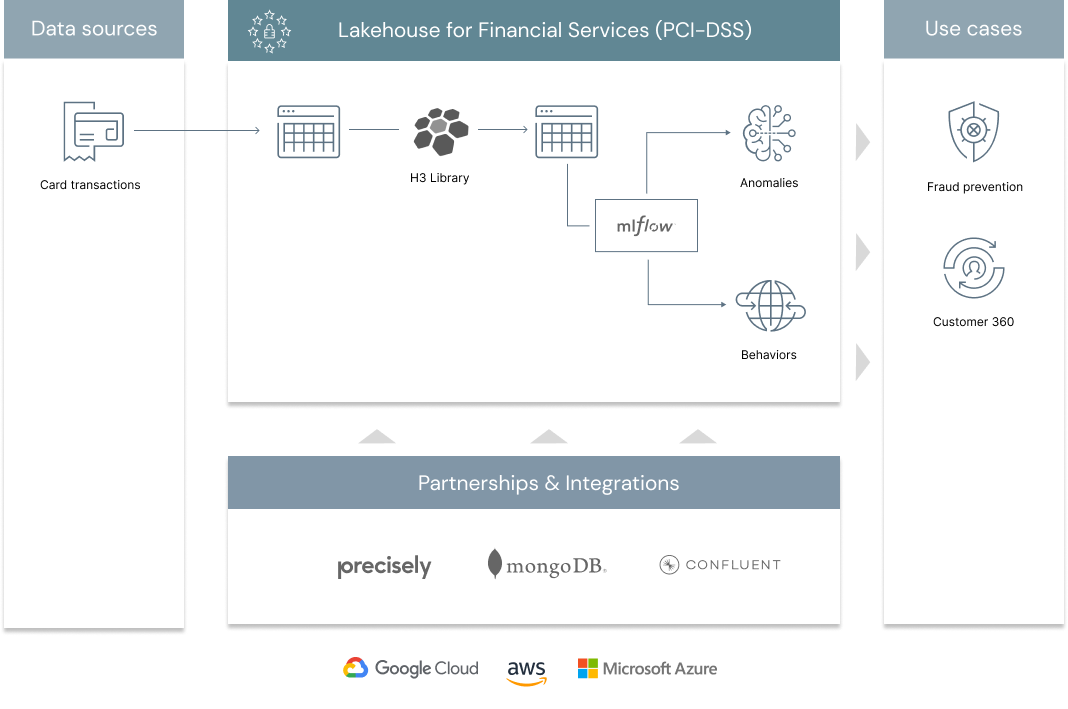 Data sources
Lakehouse for Financial Services (PCI-DSS)
Use cases
Card transactions
H3 Library
Anomalies
Fraud prevention
mlflow
Customer 360
Behaviors
Partnerships & Integrations
precisely
mongoDB®
CONFLUENT
Google Cloud
aws
Microsoft Azure